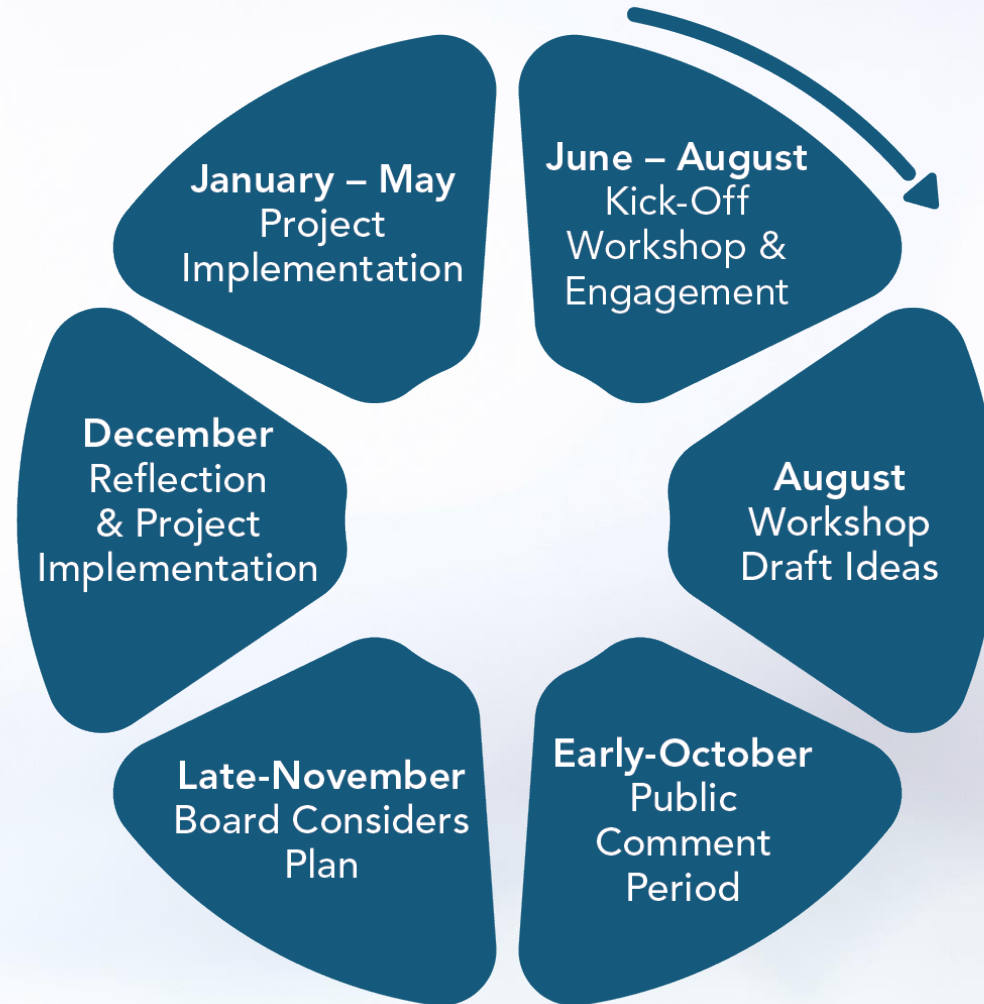 June – August
Kick-Off
Workshop &
Engagement
August
Workshop
Draft Ideas
Early-October
Public
Comment
Period
Late-November
Board Considers
Plan
December
Reflection
& Project
Implementation
January – May
Project
Implementation